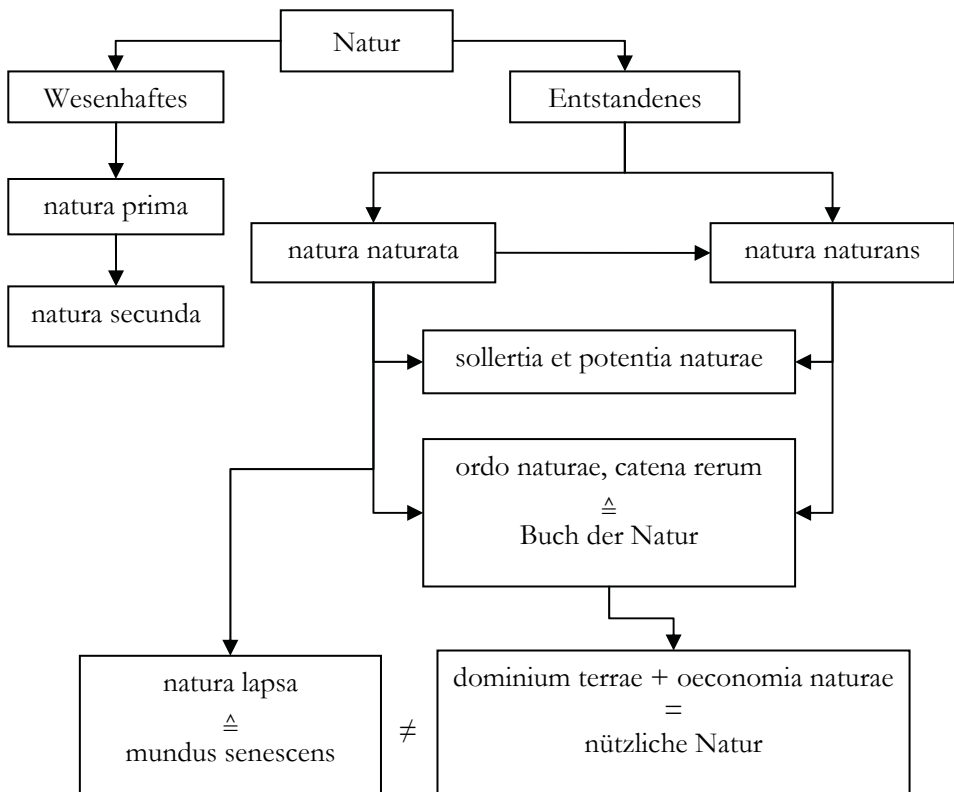 Natur
Wesenhaftes
Entstandenes
natura prima
natura naturata
natura naturans
natura secunda
sollertia et potentia naturae
ordo naturae, catena rerum
≙
Buch der Natur
natura lapsa
≙
mundus senescens
≠
dominium terrae + oeconomia naturae
=
nützliche Natur